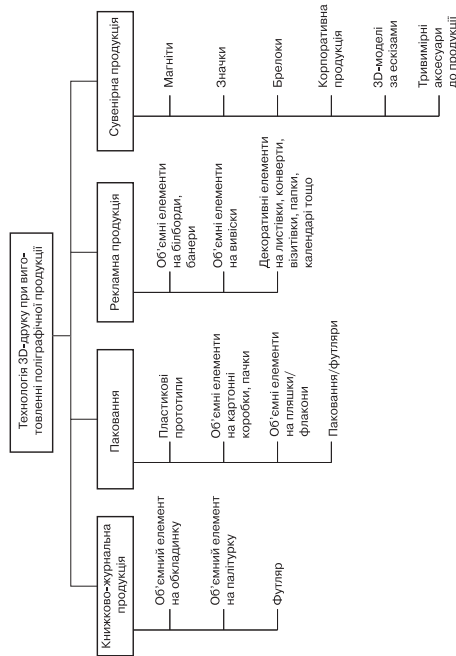 Технологія 3D-друку при виго-
товленні поліграфічної продукції
Книжково-журнальна
продукція
Об’ємний елемент
на обкладинку
Об’ємний елемент
на палітурку
Футляр
Паковання
Пластикові
прототипи
Об’ємні елементи
на картонні
коробки, пачки
Об’ємні елементи
на пляшки/
флакони
Паковання/футляри
Рекламна продукція
Об’ємні елементи
на білборди,
банери
Об’ємні елементи
на вивіски
Декоративні елементи
на листівки, конверти,
візитівки, папки,
календарі тощо
Сувенірна продукція
Магніти
Значки
Брелоки
Корпоративна
продукція
3D-моделі
за ескізами
Тривимірні
аксесуари
до продукції